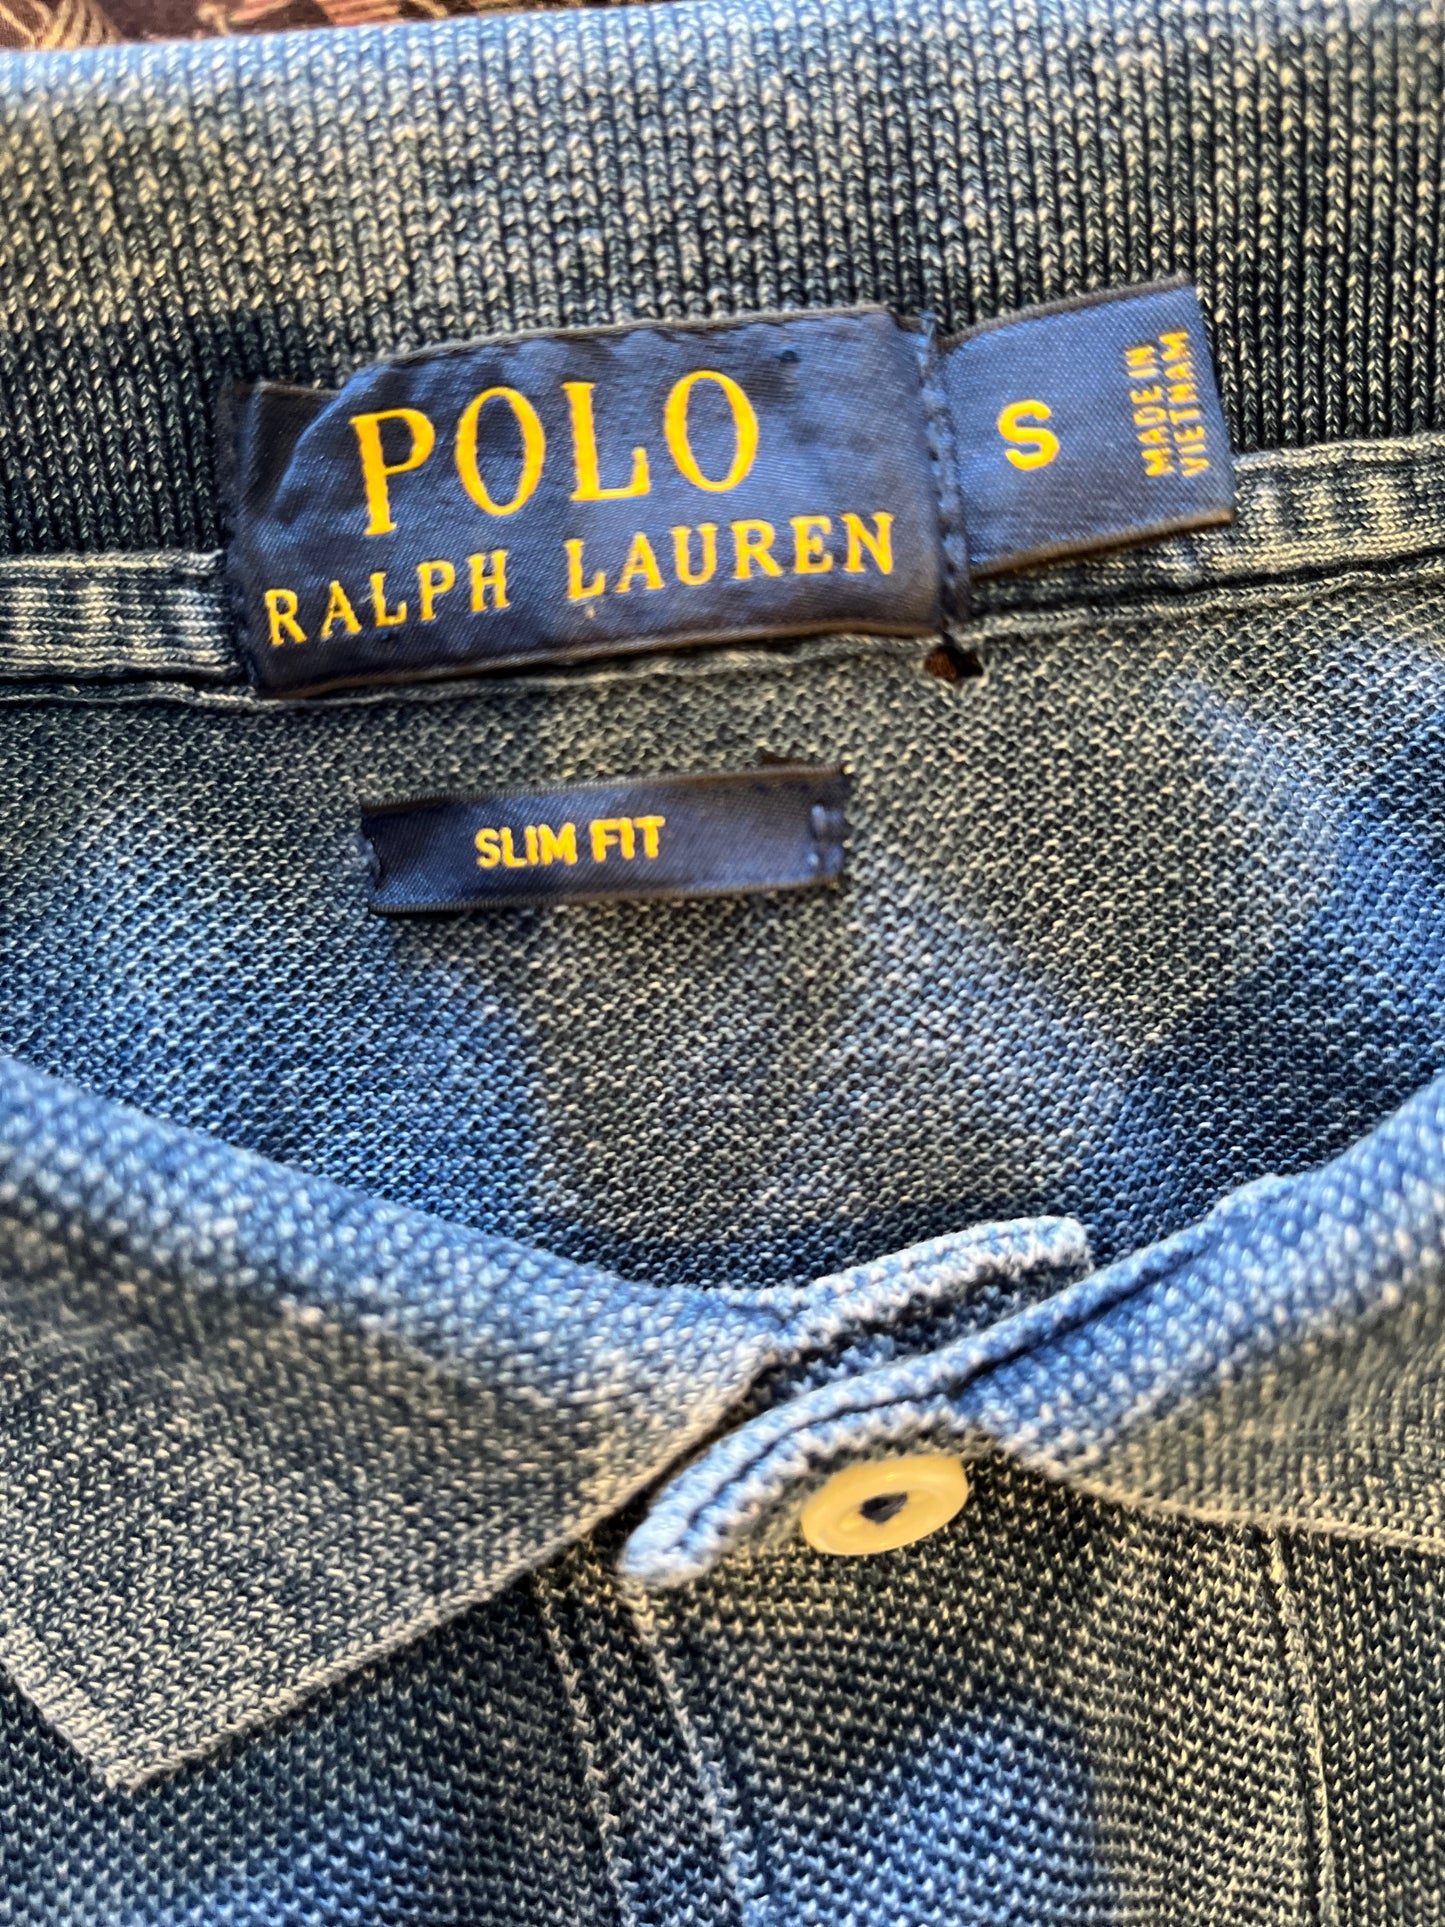 POLO
RALPH LAUREN
S
MADE IN
VIETNAM
SLIM FIT